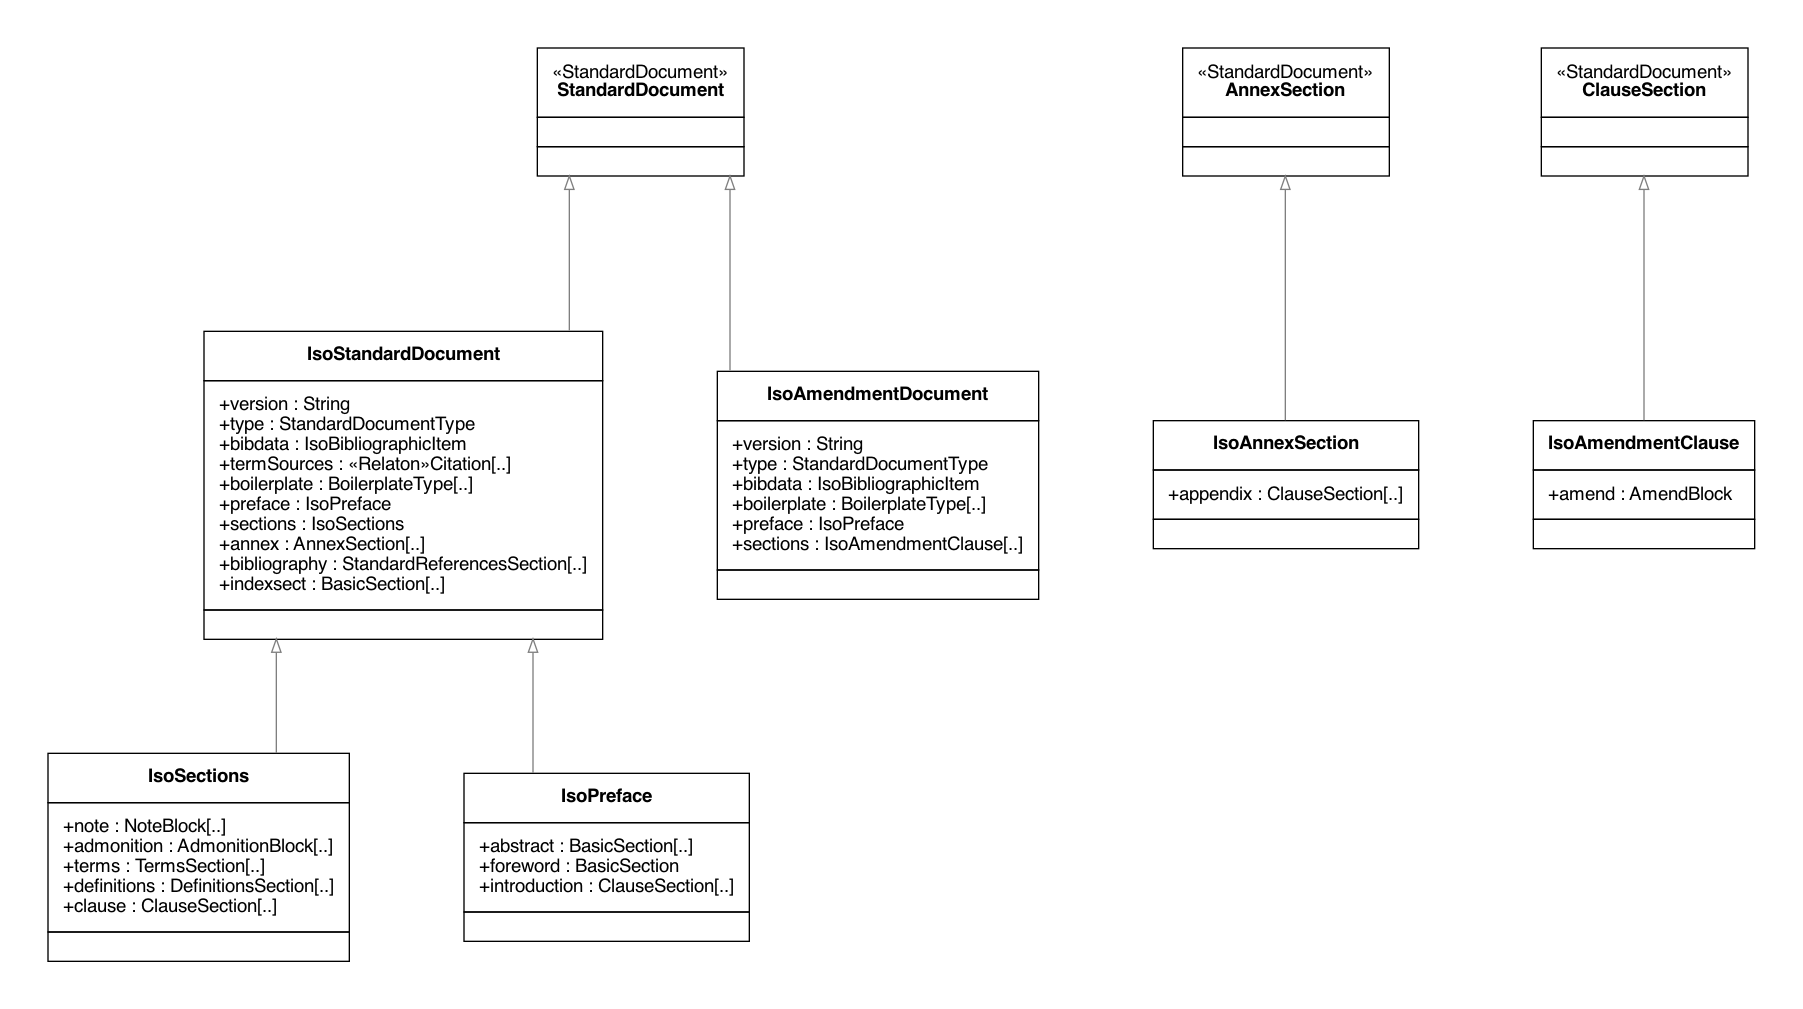 «StandardDocument»
StandardDocument
«StandardDocument»
AnnexSection
«StandardDocument»
ClauseSection
IsoStandardDocument
+version : String
+type : StandardDocumentType
+bibdata : IsoBibliographicItem
+termSources : «Relaton»Citation[..]
+boilerplate : BoilerplateType[..]
+preface : IsoPreface
+sections : IsoSections
+annex : AnnexSection[..]
+bibliography : StandardReferencesSection[..]
+indexsect : BasicSection[..]
IsoAmendmentDocument
+version : String
+type : StandardDocumentType
+bibdata : IsoBibliographicItem
+boilerplate : BoilerplateType[..]
+preface : IsoPreface
+sections : IsoAmendmentClause[..]
IsoAnnexSection
+appendix : ClauseSection[..]
IsoAmendmentClause
+amend : AmendBlock
IsoSections
+note : NoteBlock[..]
+admonition : AdmonitionBlock[..]
+terms : TermsSection[..]
+definitions : DefinitionsSection[..]
+clause : ClauseSection[..]
IsoPreface
+abstract : BasicSection[..]
+foreword : BasicSection
+introduction : ClauseSection[..]